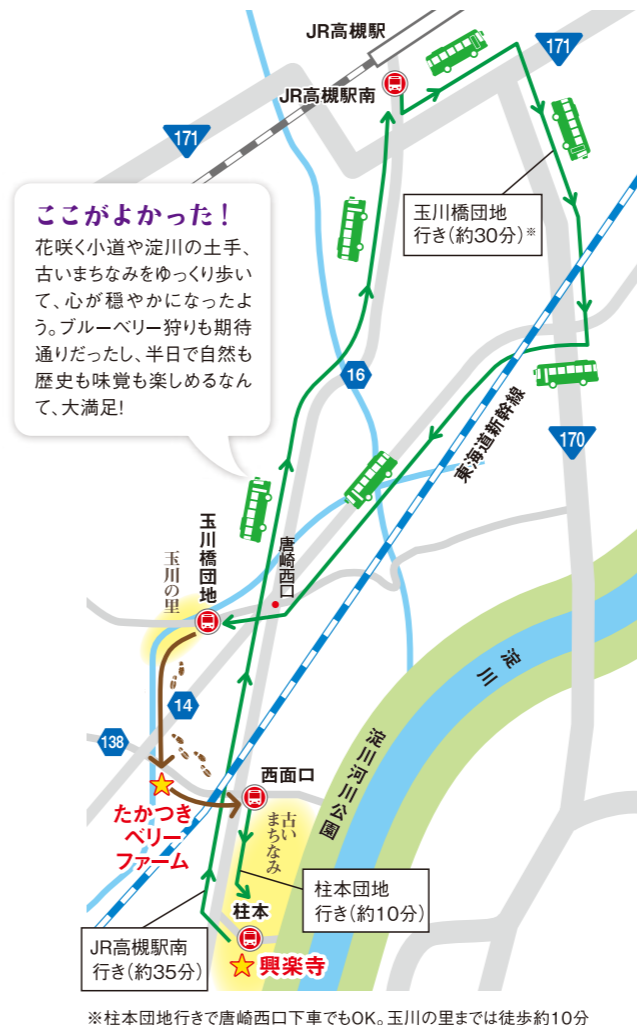 JR高槻駅
JR高槻駅南
171
171
玉川橋団地
行き(約30分)※
ここがよかった！
花咲く小道や淀川の土手、
古いまちなみをゆっくり歩い
て、心が穏やかになったよ
う。ブルーベリー狩りも期待
通りだったし、半日で自然も
歴史も味覚も楽しめるなん
て、大満足!
16
東海道新幹線
170
玉川橋団地
玉川の里
唐崎西口
淀川
14
138
淀川河川公園
西面口
たかつき
ベリー
ファーム
古い
まちなみ
柱本団地
行き(約10分)
柱本
JR高槻駅南
行き(約35分)
興楽寺
※柱本団地行きで唐崎西口下車でもOK。玉川の里までは徒歩約10分